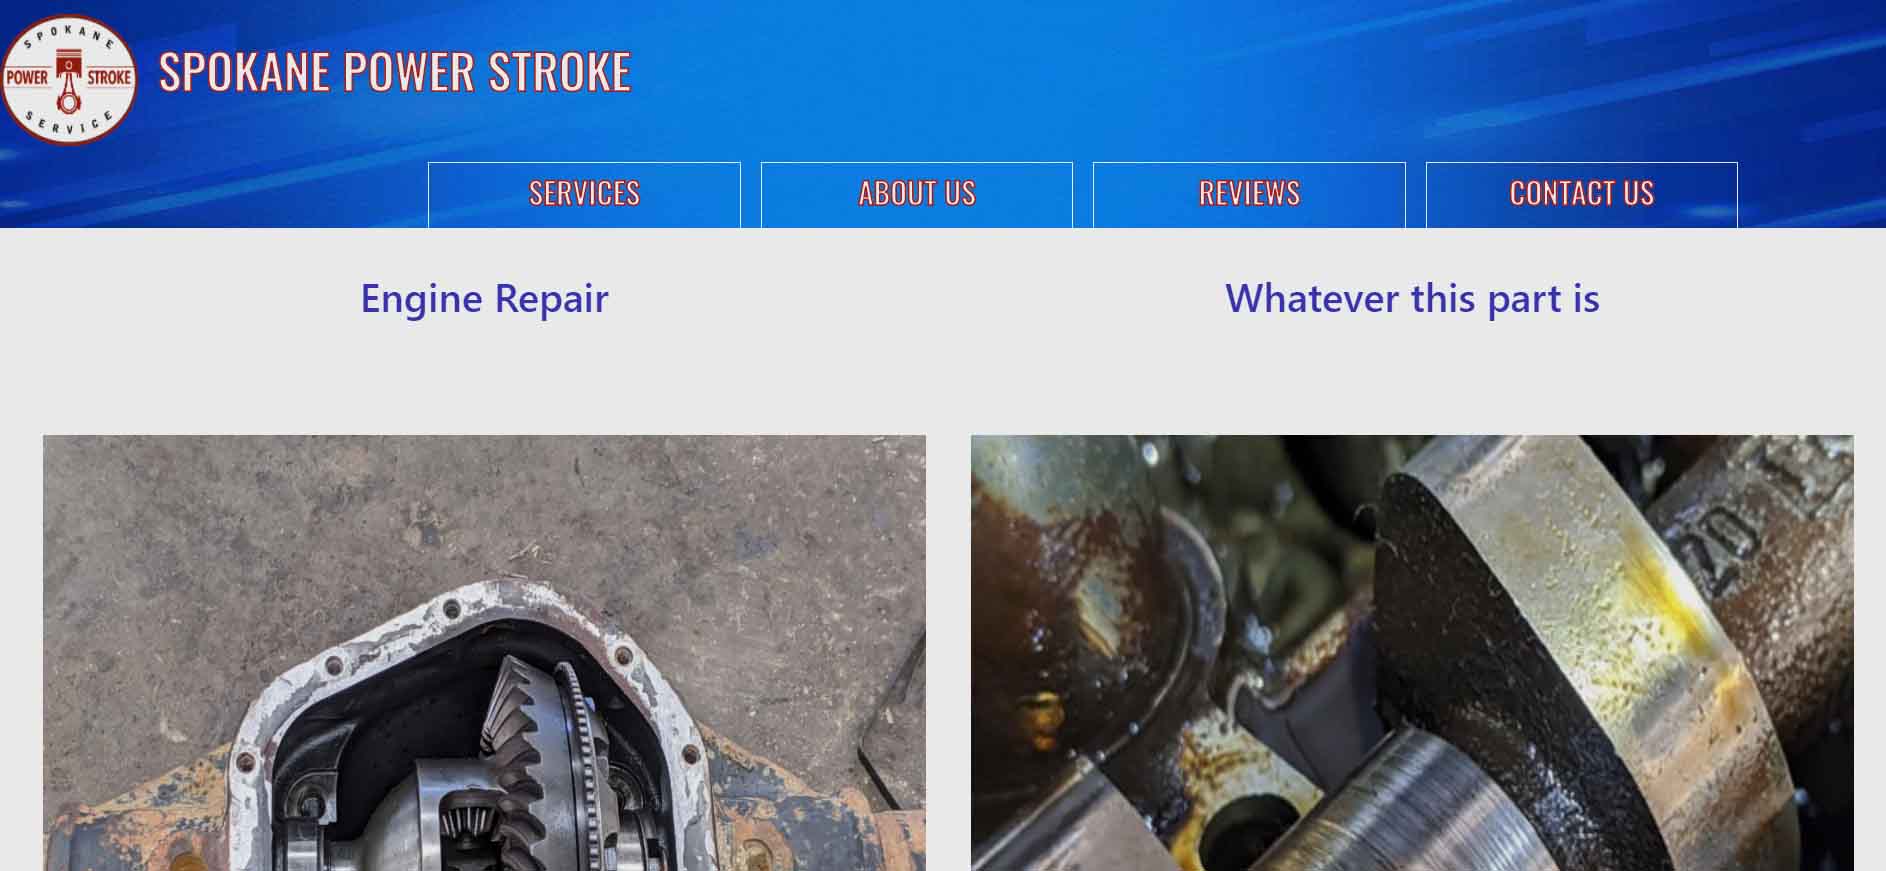 SPOKANE
POWER STROKE
SERVICE
SPOKANE POWER STROKE
SERVICES
ABOUT US
REVIEWS
CONTACT US
Engine Repair
Whatever this part is